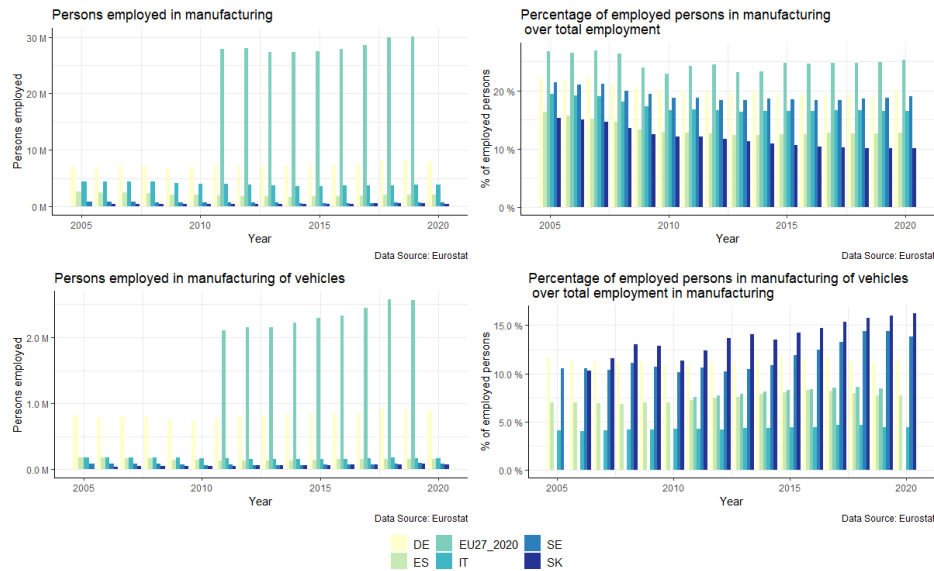 Persons employed in manufacturing
Persons employed
30 M
20 M
10 M
0 M
2005
2010
2015
2020
Year
Data Source: Eurostat
Percentage of employed persons in manufacturing
over total employment
% of employed persons
20 %
10 %
0 %
2005
2010
2015
2020
Year
Data Source: Eurostat
Persons employed in manufacturing of vehicles
Persons employed
2.0 M
1.0 M
0.0 M
2005
2010
2015
2020
Year
Data Source: Eurostat
Percentage of employed persons in manufacturing of vehicles
over total employment in manufacturing
% of employed persons
15.0 %
10.0 %
5.0 %
0.0 %
2005
2010
2015
2020
Year
Data Source: Eurostat
DE EU27_2020 SE
ES IT SK